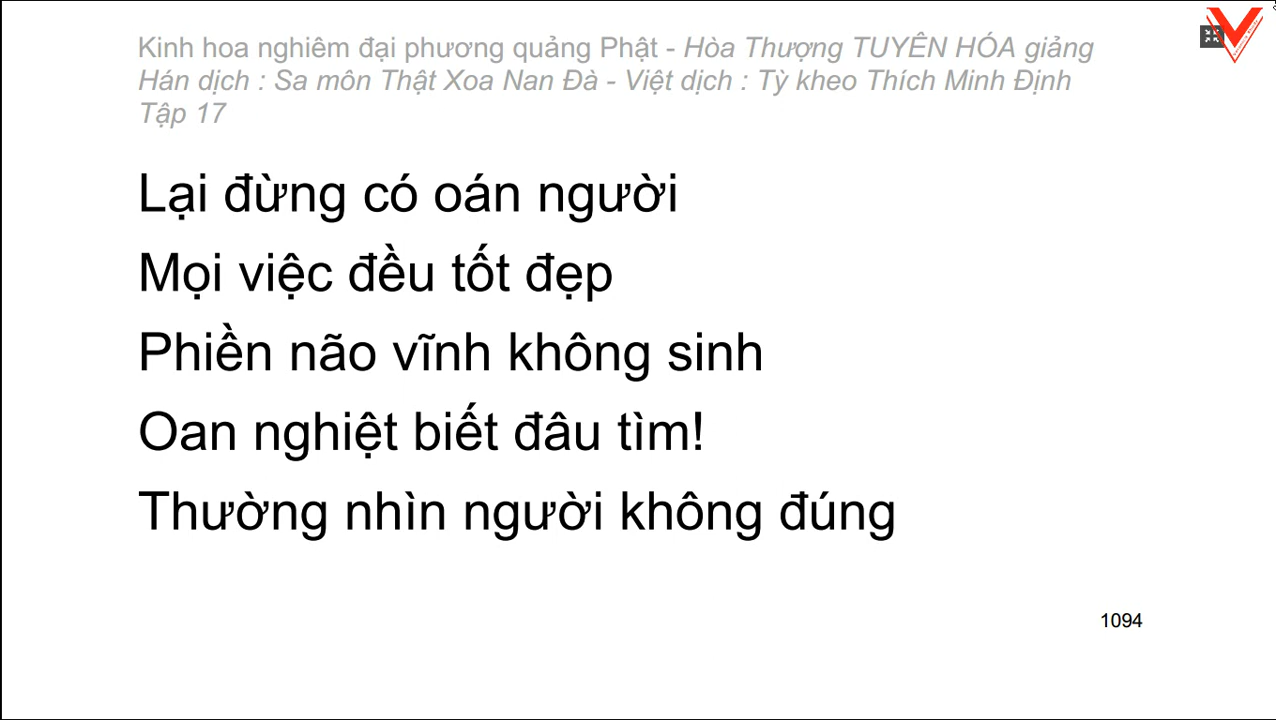 Kinh hoa nghiêm đại phương quảng Phật - Hòa Thượng TUYÊN HÓA giảng
Hán dịch : Sa môn Thật Xoa Nan Đà - Việt dịch : Tỳ kheo Thích Minh Định
Tập 17
Lại đừng có oán người
Mọi việc đều tốt đẹp
Phiền não vĩnh không sinh
Oan nghiệt biết đâu tìm!
Thường nhìn người không đúng
1094